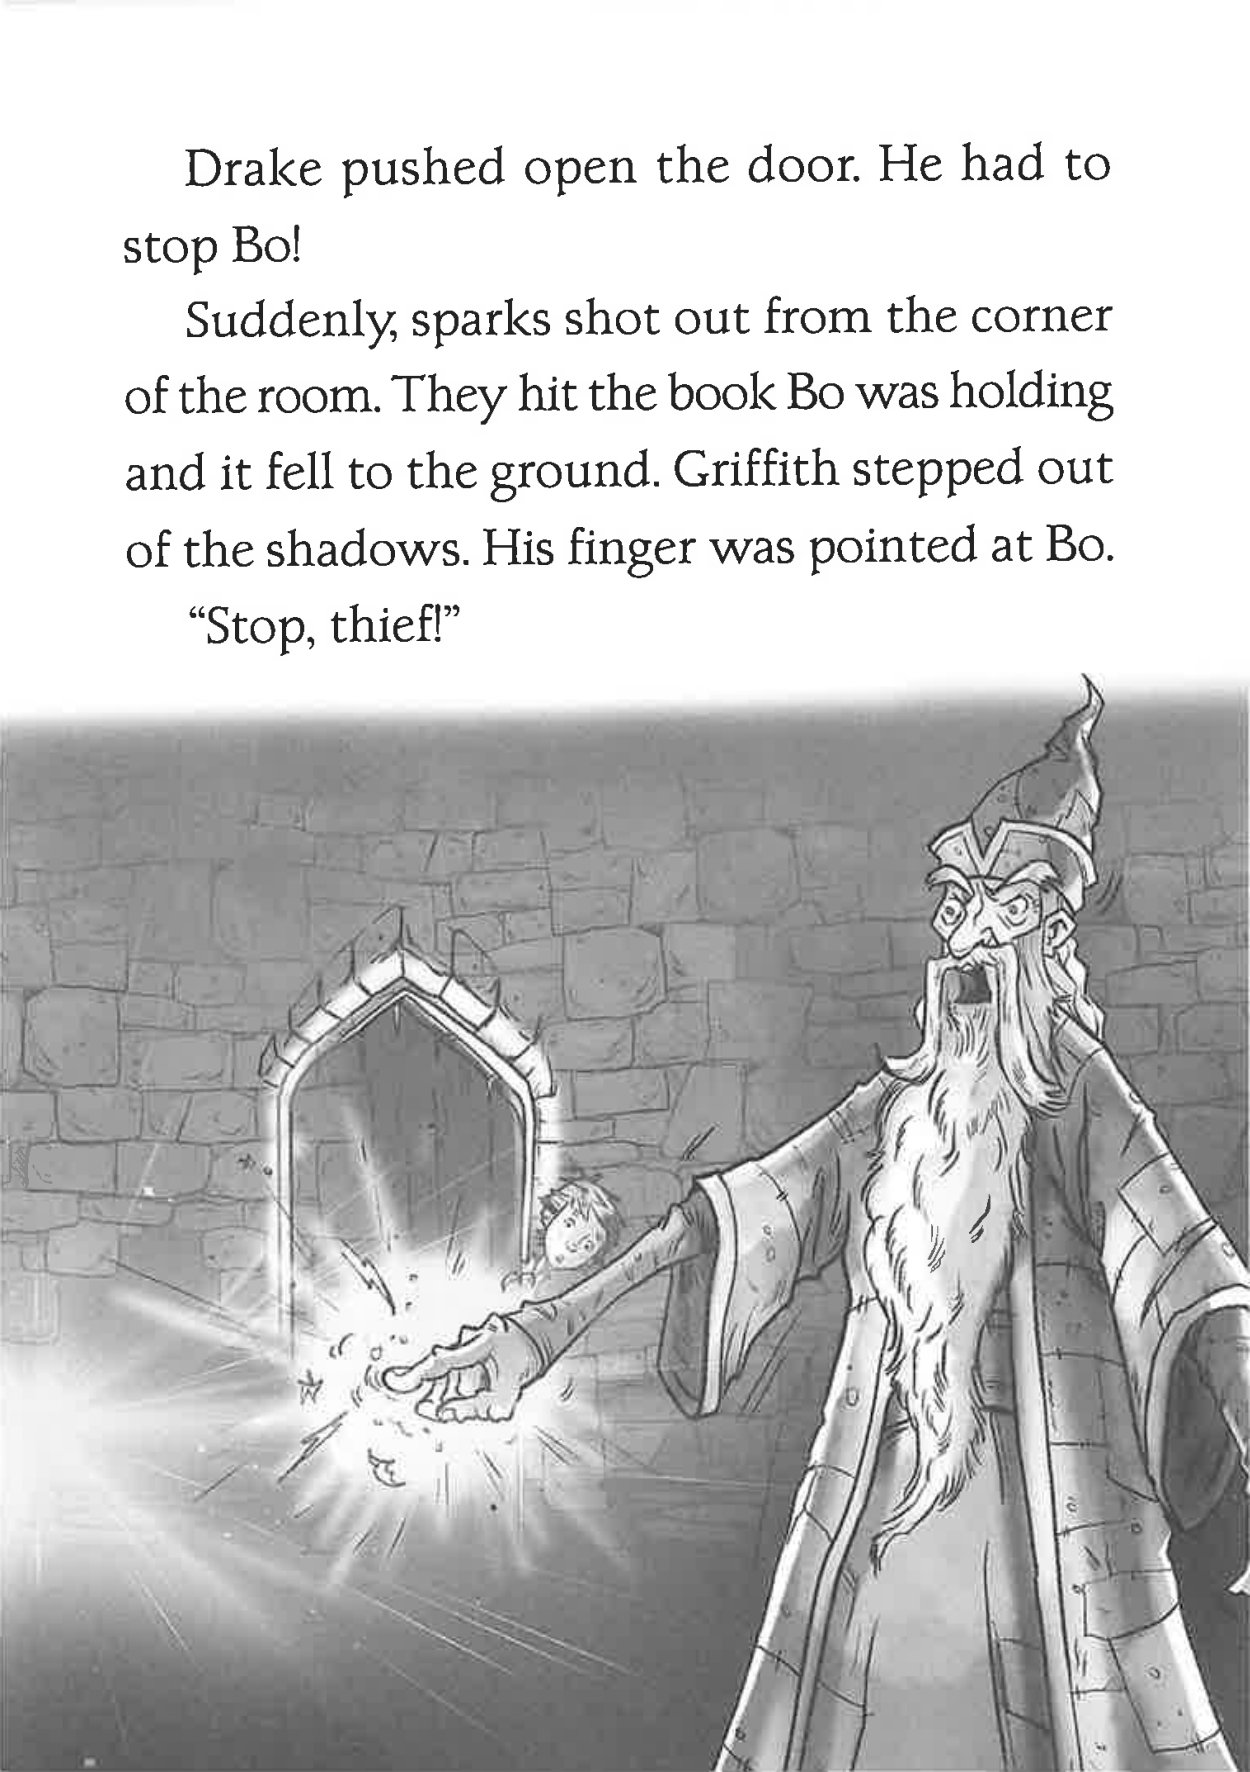 Drake pushed open the door. He had to
stop Bo!
Suddenly, sparks shot out from the corner
of the room. They hit the book Bo was holding
and it fell to the ground. Griffith stepped out
of the shadows. His finger was pointed at Bo.
“Stop, thief!”